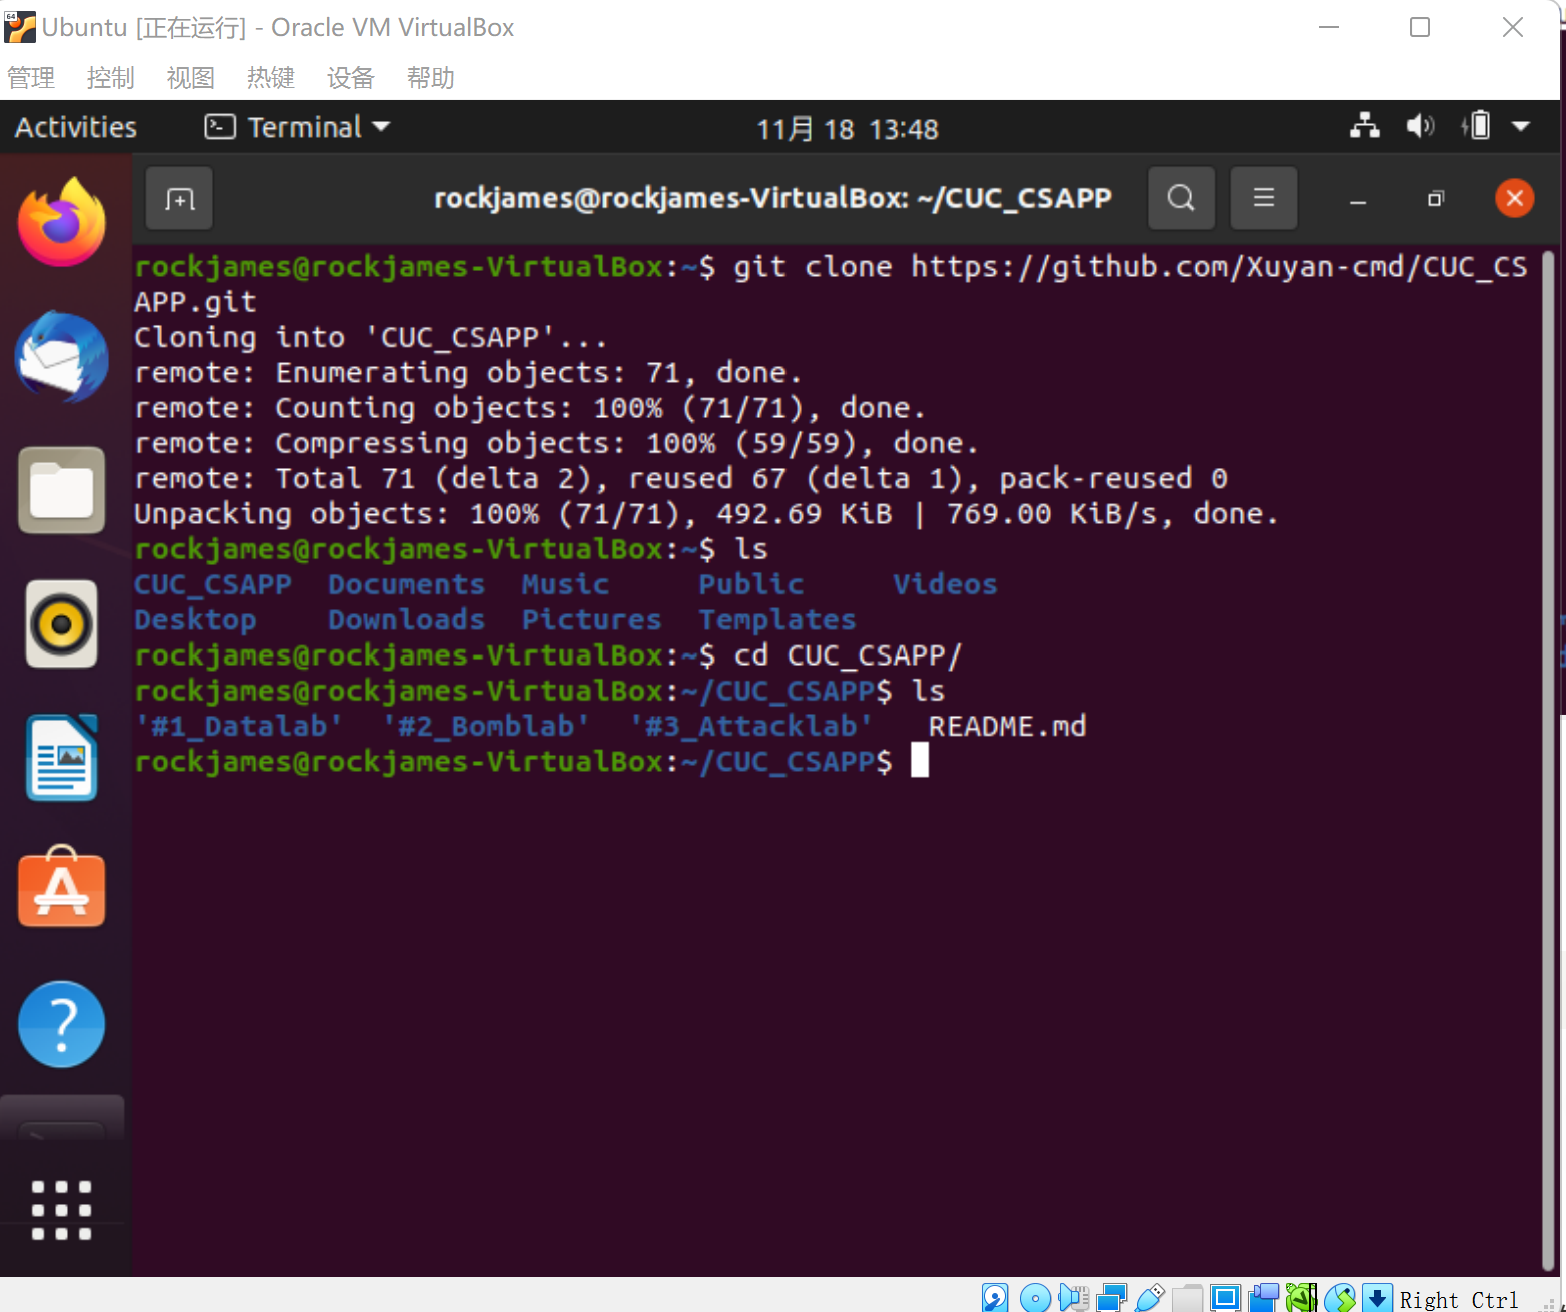 Ubuntu [正在运行] - Oracle VM VirtualBox
管理 控制 视图 热键 设备 帮助
Activities Terminal 11月 18 13:48
rockjames@rockjames-VirtualBox: ~/CUC_CSAPP
rockjames@rockjames-VirtualBox:~$ git clone https://github.com/Xuyan-cmd/CUC_CS
APP.git
Cloning into 'CUC_CSAPP'...
remote: Enumerating objects: 71, done.
remote: Counting objects: 100% (71/71), done.
remote: Compressing objects: 100% (59/59), done.
remote: Total 71 (delta 2), reused 67 (delta 1), pack-reused 0
Unpacking objects: 100% (71/71), 492.69 KiB | 769.00 KiB/s, done.
rockjames@rockjames-VirtualBox:~$ ls
CUC_CSAPP Documents Music Public Videos
Desktop Downloads Pictures Templates
rockjames@rockjames-VirtualBox:~$ cd CUC_CSAPP/
rockjames@rockjames-VirtualBox:~/CUC_CSAPP$ ls
'#1_Datalab' '#2_Bomblab' '#3_Attacklab' README.md
rockjames@rockjames-VirtualBox:~/CUC_CSAPP$
Right Ctrl